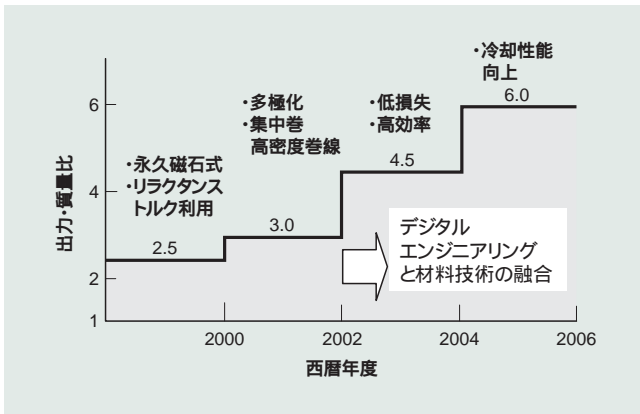 ・冷却性能
向上
6.0
・多極化
・集中巻
高密度巻線
・低損失
・高効率
4.5
・永久磁石式
・リラクタンス
トルク利用
3.0
2.5
デジタル
エンジニアリング
と材料技術の融合
出力・質量比
6
4
2
1
2000
2002
2004
2006
西暦年度